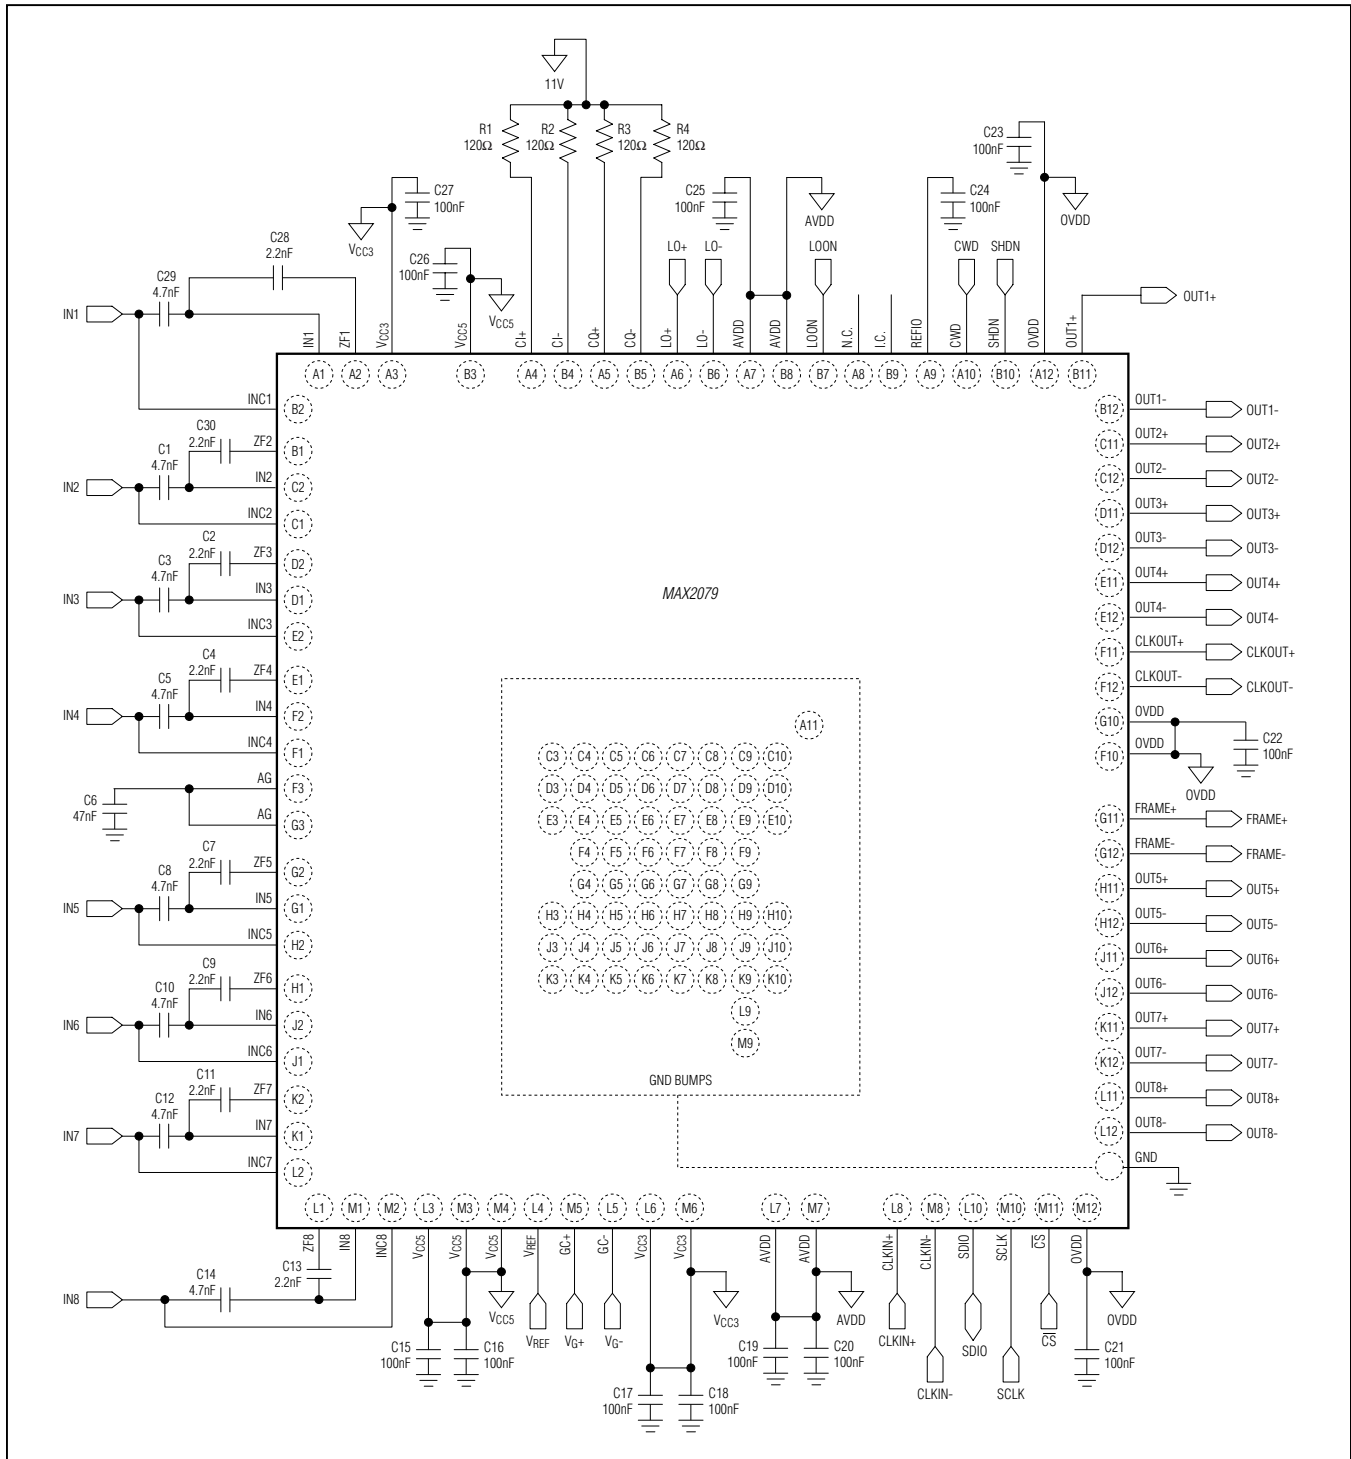 11V
R1
120Ω
R2
120Ω
R3
120Ω
R4
120Ω
C23
100nF
OVDD
C27
100nF
VCC3
C25
100nF
AVDD
C24
100nF
C28
2.2nF
C26
100nF
VCC5
LO+
LO-
LOON
CWD
SHDN
C29
4.7nF
IN1
OUT1+
IN1
ZF1
VCC3
VCC5
CI+
CI-
CQ+
CQ-
LO+
LO-
AVDD
AVDD
LOON
N.C.
I.C.
REFIO
CWD
SHDN
OVDD
OUT1+
A1
A2
A3
B3
A4
B4
A5
B5
A6
B6
A7
B8
B7
A8
B9
A9
A10
B10
A12
B11
INC1
B2
C30
2.2nF
ZF2
B1
C1
4.7nF
IN2
IN2
C2
INC2
C1
C2
2.2nF
ZF3
D2
C3
4.7nF
IN3
IN3
D1
INC3
E2
C4
2.2nF
ZF4
E1
C5
4.7nF
IN4
IN4
F2
INC4
F1
AG
F3
C6
47nF
AG
G3
C7
2.2nF
ZF5
G2
C8
4.7nF
IN5
IN5
G1
INC5
H2
C9
2.2nF
ZF6
H1
C10
4.7nF
IN6
IN6
J2
INC6
J1
C11
2.2nF
ZF7
K2
C12
4.7nF
IN7
IN7
K1
INC7
L2
MAX2079
A11
C3 C4 C5 C6 C7 C8 C9 C10
D3 D4 D5 D6 D7 D8 D9 D10
E3 E4 E5 E6 E7 E8 E9 E10
F4 F5 F6 F7 F8 F9
G4 G5 G6 G7 G8 G9
H3 H4 H5 H6 H7 H8 H9 H10
J3 J4 J5 J6 J7 J8 J9 J10
K3 K4 K5 K6 K7 K8 K9 K10
L9
M9
GND BUMPS
B12 OUT1- OUT1-
C11 OUT2+ OUT2+
C12 OUT2- OUT2-
D11 OUT3+ OUT3+
D12 OUT3- OUT3-
E11 OUT4+ OUT4+
E12 OUT4- OUT4-
F11 CLKOUT+ CLKOUT+
F12 CLKOUT- CLKOUT-
G10 OVDD
F10 OVDD
C22
100nF
OVDD
G11 FRAME+ FRAME+
G12 FRAME- FRAME-
H11 OUT5+ OUT5+
H12 OUT5- OUT5-
J11 OUT6+ OUT6+
J12 OUT6- OUT6-
K11 OUT7+ OUT7+
K12 OUT7- OUT7-
L11 OUT8+ OUT8+
L12 OUT8- OUT8-
GND
L1
M1
M2
L3
M3
M4
L4
M5
L5
L6
M6
L7
M7
L8
M8
L10
M10
M11
M12
ZF8
IN8
INC8
VCC5
VCC5
VCC5
VREF
GC+
GC-
VCC3
VCC3
AVDD
AVDD
CLKIN+
CLKIN-
SDIO
SCLK
CS
OVDD
IN8
C14
4.7nF
C13
2.2nF
VCC5
VREF
VG+
VG-
VCC3
AVDD
CLKIN+
CLKIN-
SDIO
SCLK
CS
OVDD
C15
100nF
C16
100nF
C17
100nF
C18
100nF
C19
100nF
C20
100nF
C21
100nF